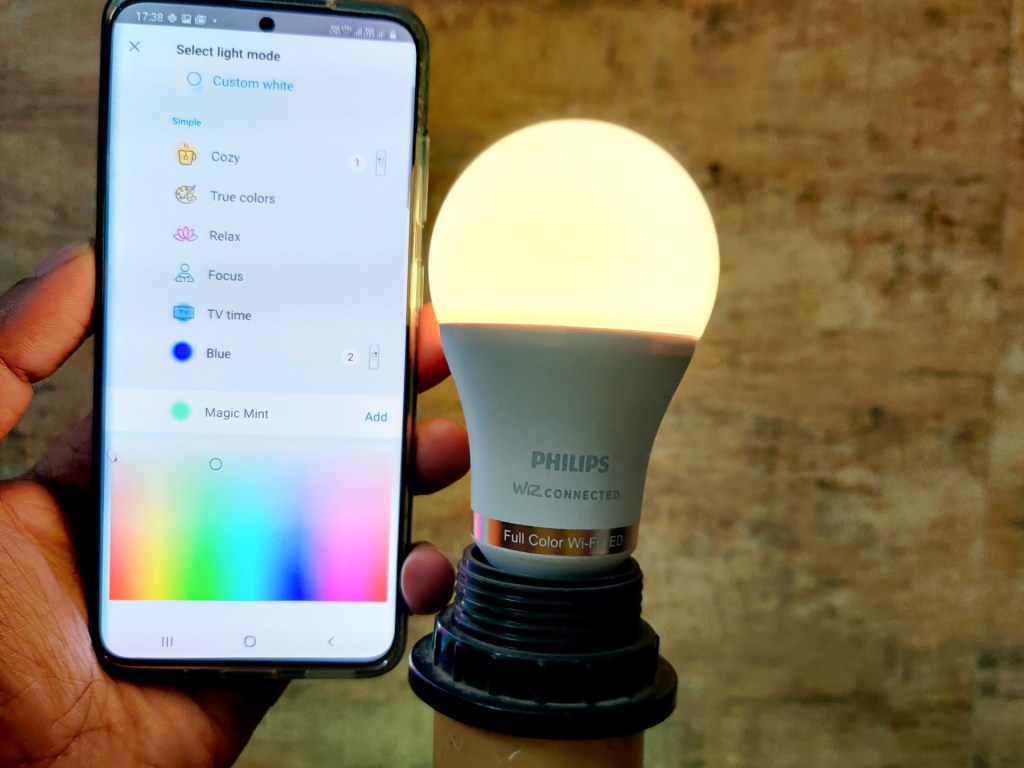 17:38
Select light mode
Custom white
Simple
Cozy 1
True colors
Relax
Focus
TV
TV time
Blue 2
Magic Mint Add
PHILIPS
WiZ CONNECTED
Full Color Wi-Fi LED